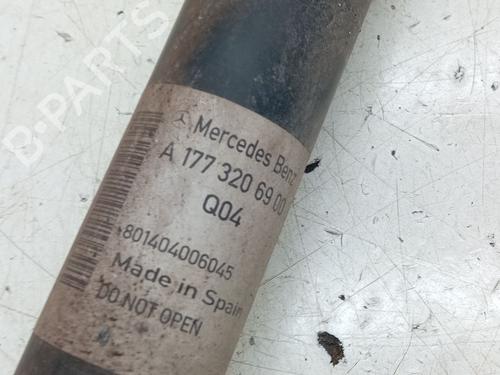 B-PARTS
Mercedes Benz
A 177 320 69 00
Q04
801404006045
Made in Spain
DO NOT OPEN